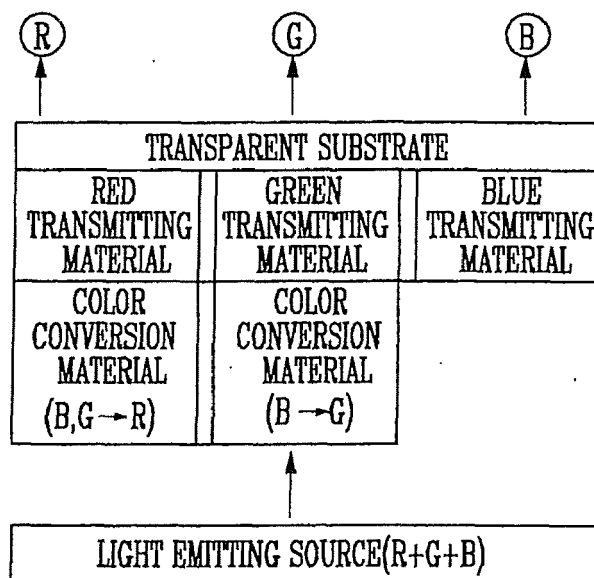 R G B
TRANSPARENT SUBSTRATE
RED
TRANSMITTING
MATERIAL
GREEN
TRANSMITTING
MATERIAL
BLUE
TRANSMITTING
MATERIAL
COLOR
CONVERSION
MATERIAL
(B,G→R)
COLOR
CONVERSION
MATERIAL
(B→G)
LIGHT EMITTING SOURCE(R+G+B)